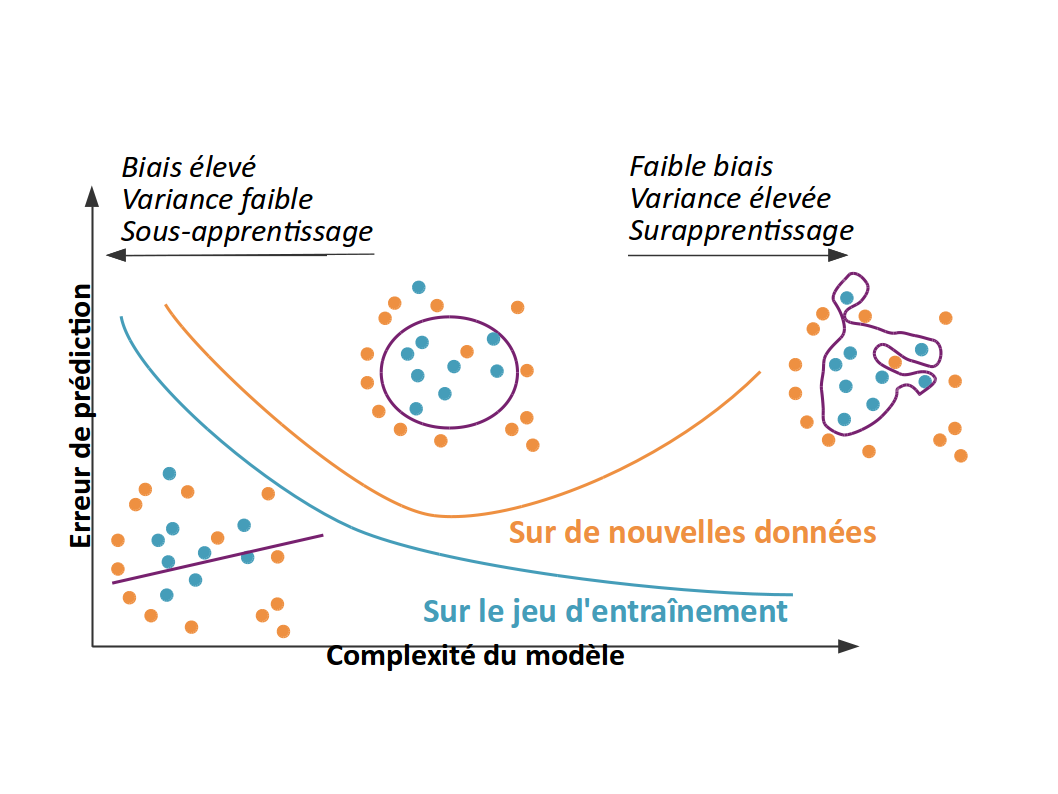 Biais élevé
Variance faible
Sous-apprentissage
Faible biais
Variance élevée
Surapprentissage
Erreur de prédiction
Sur de nouvelles données
Sur le jeu d'entraînement
Complexité du modèle